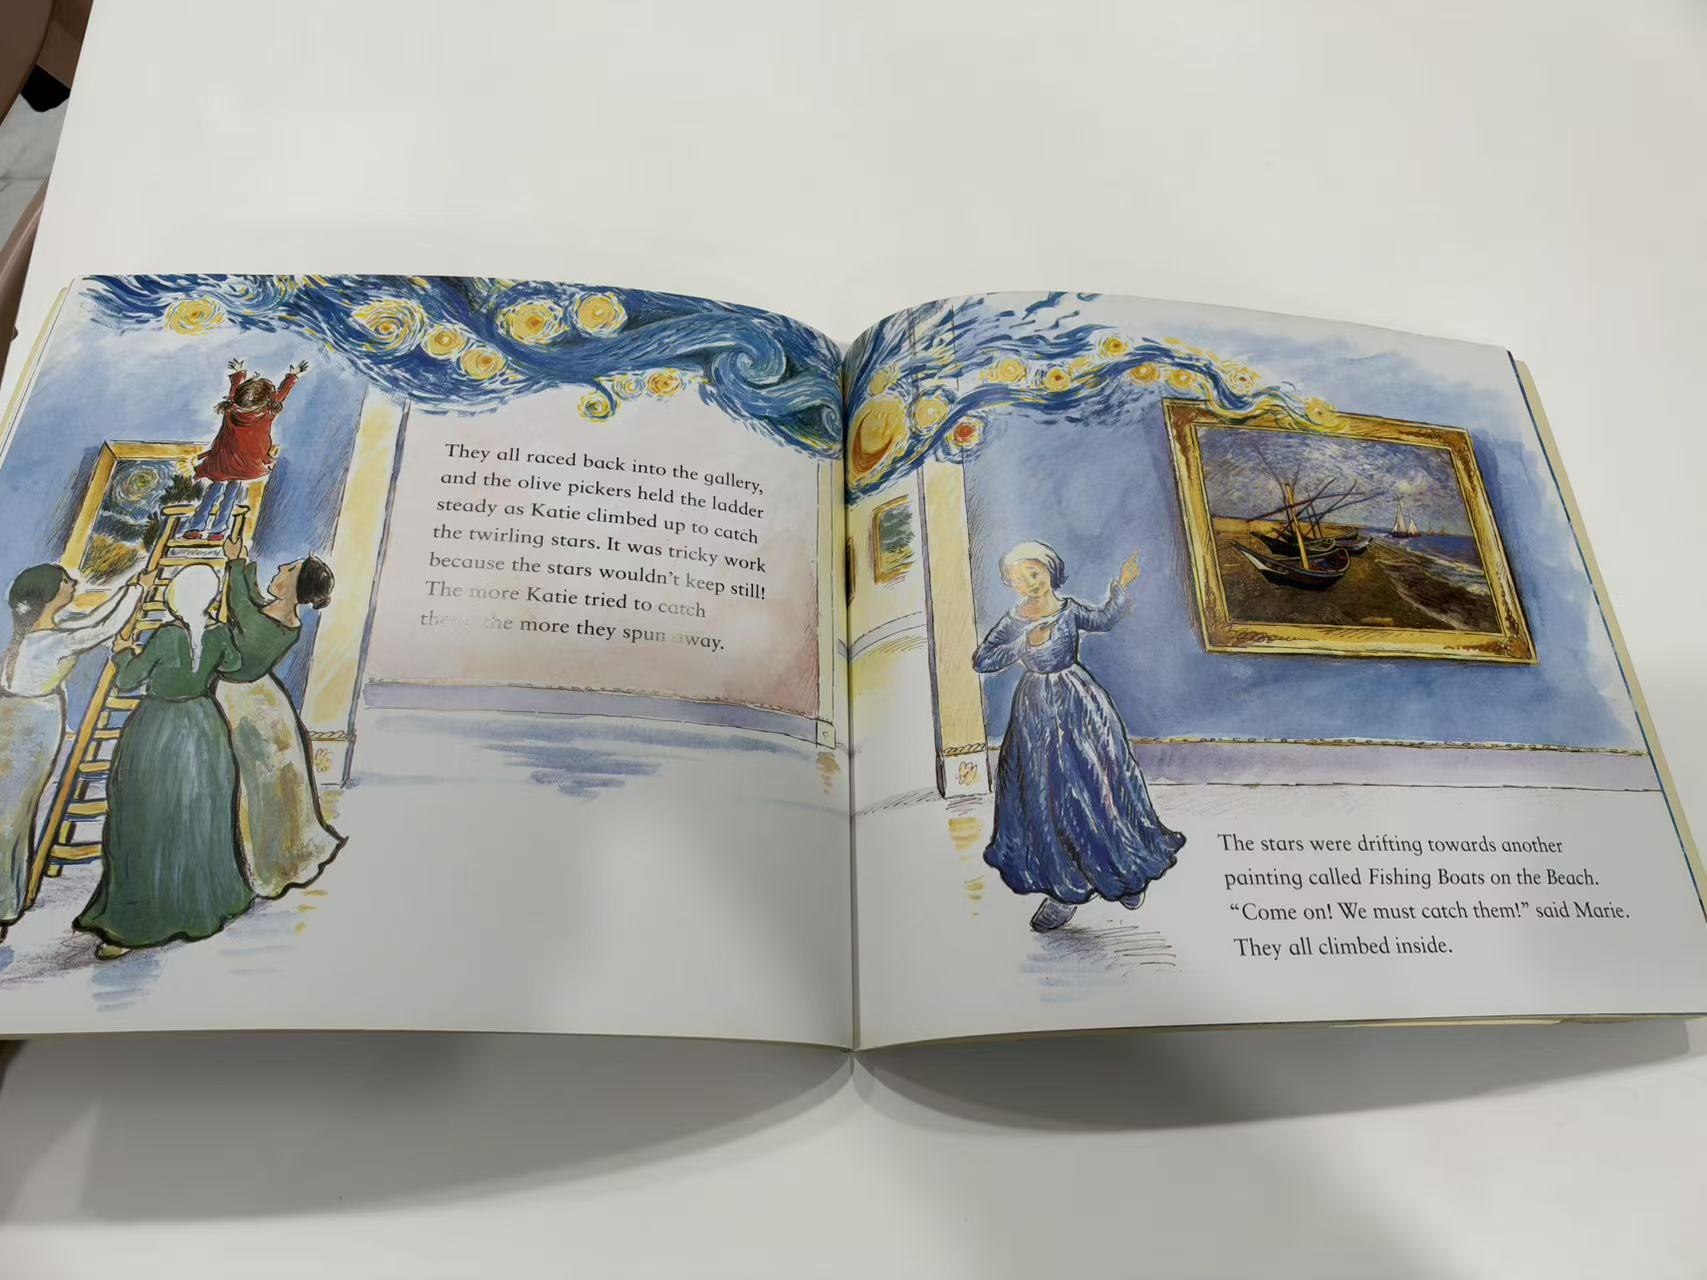 They all raced back into the gallery,
and the olive pickers held the ladder
steady as Katie climbed up to catch
the twirling stars. It was tricky work
because the stars wouldn't keep still!
The more Katie tried to catch
them, the more they spun away.
The stars were drifting towards another
painting called Fishing Boats on the Beach.
“Come on! We must catch them!” said Marie.
They all climbed inside.